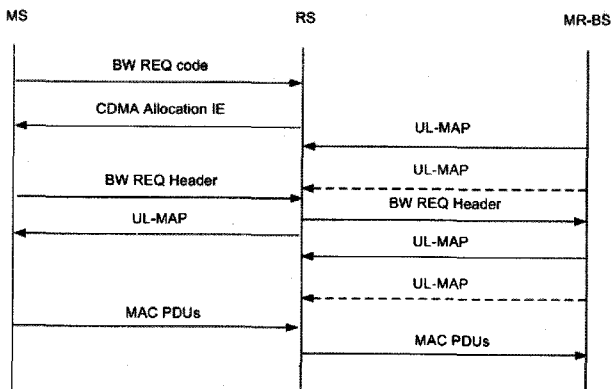 MS RS MR-BS
BW REQ code
CDMA Allocation IE
UL-MAP
UL-MAP
BW REQ Header
BW REQ Header
UL-MAP
UL-MAP
UL-MAP
MAC PDUs
MAC PDUs